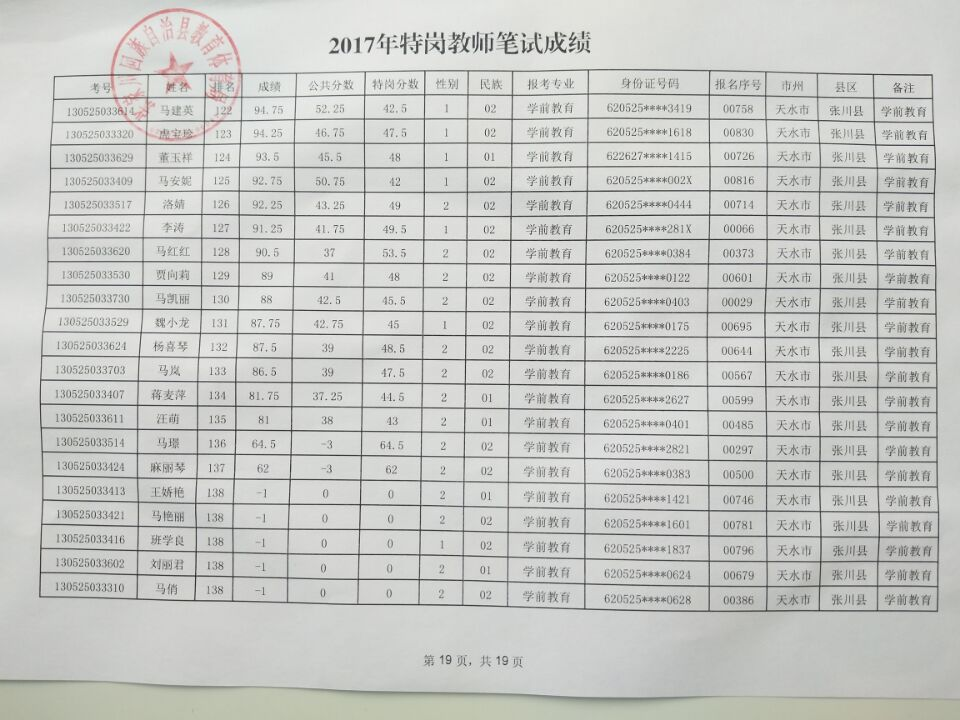 张家川回族自治县教育体育局
2017年特岗教师笔试成绩
考号 姓名 排名 成绩 公共分数 特岗分数 性别 民族 报考专业 身份证号码 报名序号 市州 县区 备注
130525033614 马建英 122 94.75 52.25 42.5 1 02 学前教育 620525****3419 00758 天水市 张川县 学前教育
130525033320 虎宝珍 123 94.25 46.75 47.5 1 02 学前教育 620525****1618 00830 天水市 张川县 学前教育
130525033629 董玉祥 124 93.5 45.5 48 1 01 学前教育 622627****1415 00726 天水市 张川县 学前教育
130525033409 马安妮 125 92.75 50.75 42 1 02 学前教育 620525****002X 00816 天水市 张川县 学前教育
130525033517 洛婧 126 92.25 43.25 49 2 02 学前教育 620525****0444 00714 天水市 张川县 学前教育
130525033422 李涛 127 91.25 41.75 49.5 1 02 学前教育 620525****281X 00066 天水市 张川县 学前教育
130525033620 马红红 128 90.5 37 53.5 2 02 学前教育 620525****0384 00373 天水市 张川县 学前教育
130525033530 贾向莉 129 89 41 48 2 02 学前教育 620525****0122 00601 天水市 张川县 学前教育
130525033730 马凯丽 130 88 42.5 45.5 2 02 学前教育 620525****0403 00029 天水市 张川县 学前教育
130525033529 魏小龙 131 87.75 42.75 45 1 02 学前教育 620525****0175 00695 天水市 张川县 学前教育
130525033624 杨喜琴 132 87.5 39 48.5 2 02 学前教育 620525****2225 00644 天水市 张川县 学前教育
130525033703 马岚 133 86.5 39 47.5 2 02 学前教育 620525****0186 00567 天水市 张川县 学前教育
130525033407 蒋麦萍 134 81.75 37.25 44.5 2 01 学前教育 620525****2627 00599 天水市 张川县 学前教育
130525033611 汪萌 135 81 38 43 2 01 学前教育 620525****0401 00485 天水市 张川县 学前教育
130525033514 马璟 136 64.5 -3 64.5 2 02 学前教育 620525****2821 00297 天水市 张川县 学前教育
130525033424 麻丽琴 137 62 -3 62 2 02 学前教育 620525****0383 00500 天水市 张川县 学前教育
130525033413 王娇艳 138 -1 0 0 2 01 学前教育 620525****1421 00746 天水市 张川县 学前教育
130525033421 马艳丽 138 -1 0 0 2 02 学前教育 620525****1601 00781 天水市 张川县 学前教育
130525033416 班学良 138 -1 0 0 1 02 学前教育 620525****1837 00796 天水市 张川县 学前教育
130525033602 刘丽君 138 -1 0 0 2 01 学前教育 620525****0624 00679 天水市 张川县 学前教育
130525033310 马俏 138 -1 0 0 2 02 学前教育 620525****0628 00386 天水市 张川县 学前教育
第 19 页，共 19 页